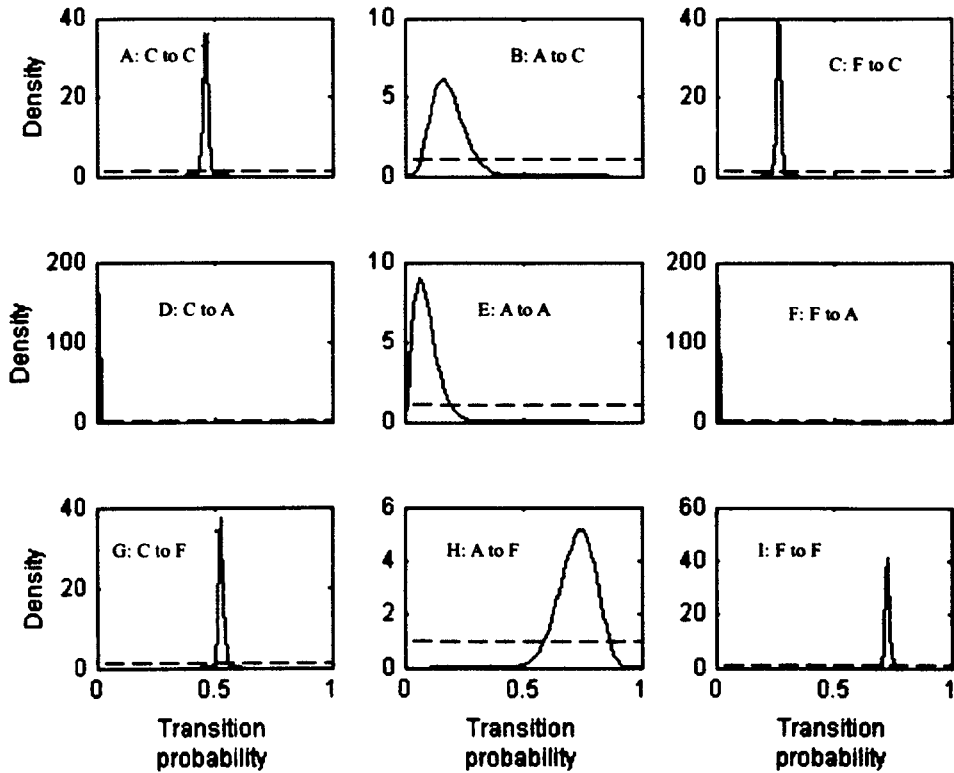 40
20
0
Density
A: C to C
10
5
0
B: A to C
40
20
0
C: F to C
200
100
0
Density
D: C to A
10
5
0
E: A to A
200
100
0
F: F to A
40
20
0
Density
G: C to F
0
0.5
1
Transition
probability
6
4
2
0
H: A to F
0
0.5
1
Transition
probability
60
40
20
0
I: F to F
0
0.5
1
Transition
probability